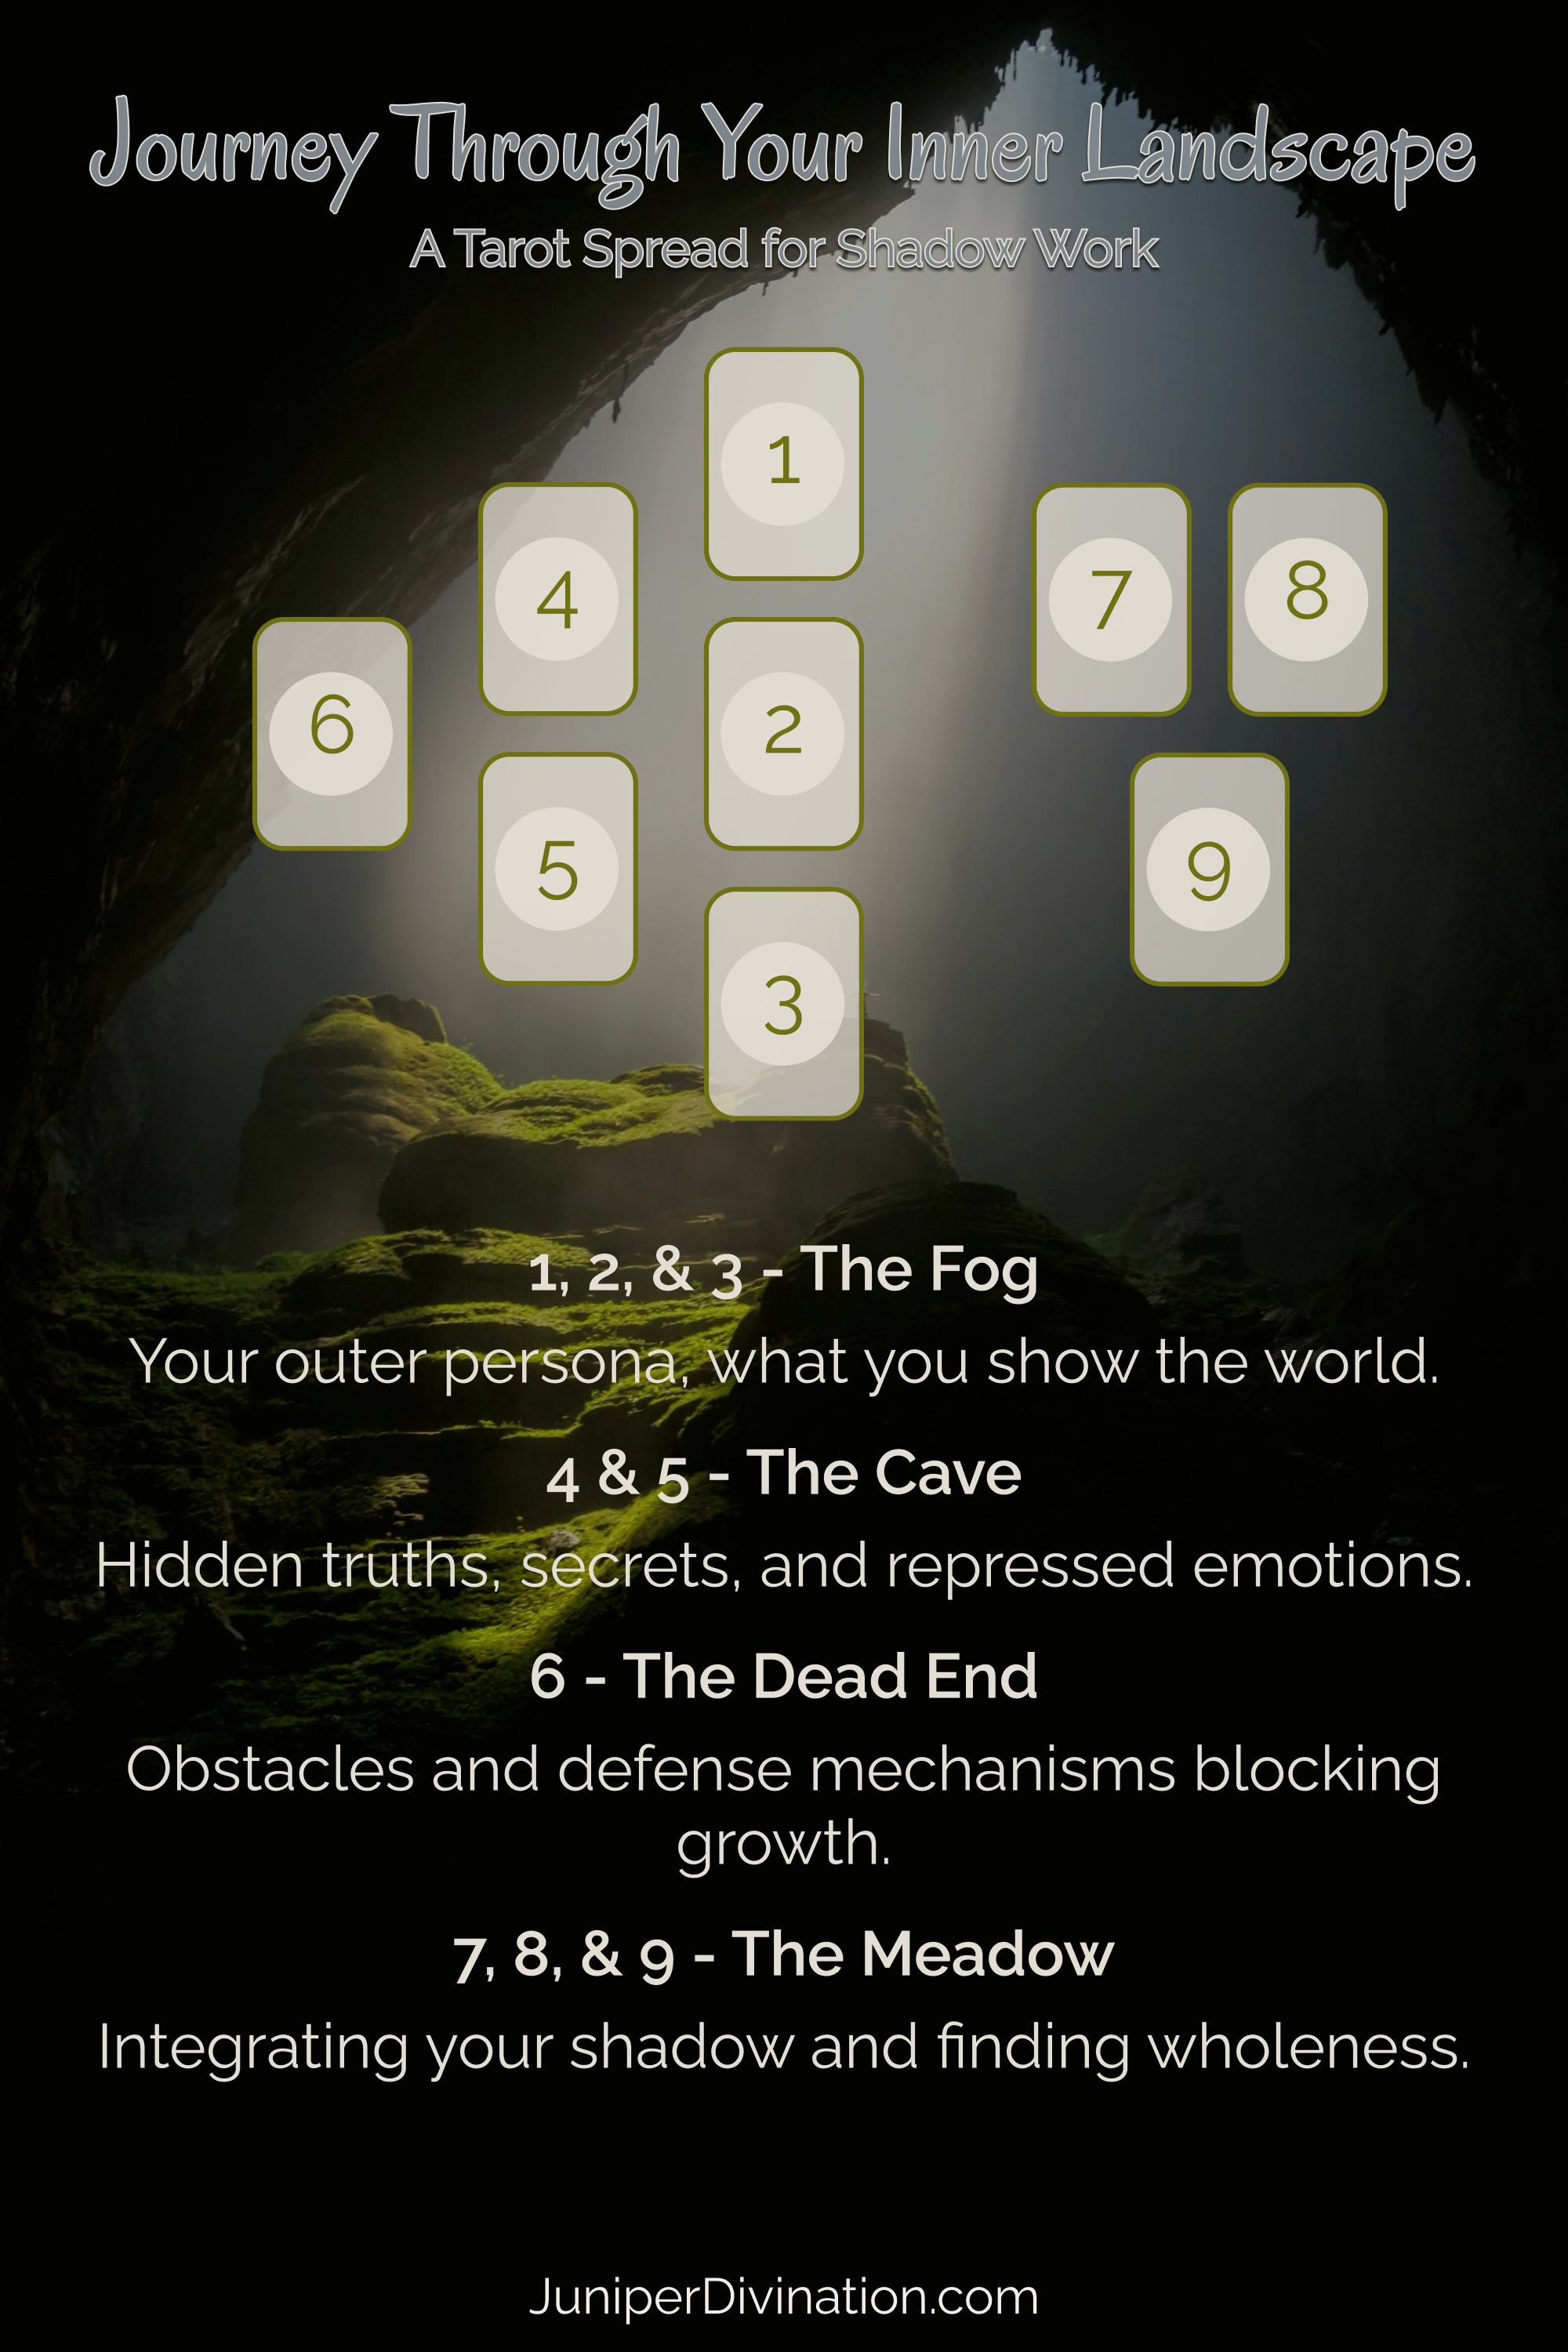 Journey Through Your Inner Landscape
A Tarot Spread for Shadow Work
1
4
7
8
6
2
5
9
3
1, 2, & 3 - The Fog
Your outer persona, what you show the world.
4 & 5 - The Cave
Hidden truths, secrets, and repressed emotions.
6 - The Dead End
Obstacles and defense mechanisms blocking
growth.
7, 8, & 9 - The Meadow
Integrating your shadow and finding wholeness.
JuniperDivination.com